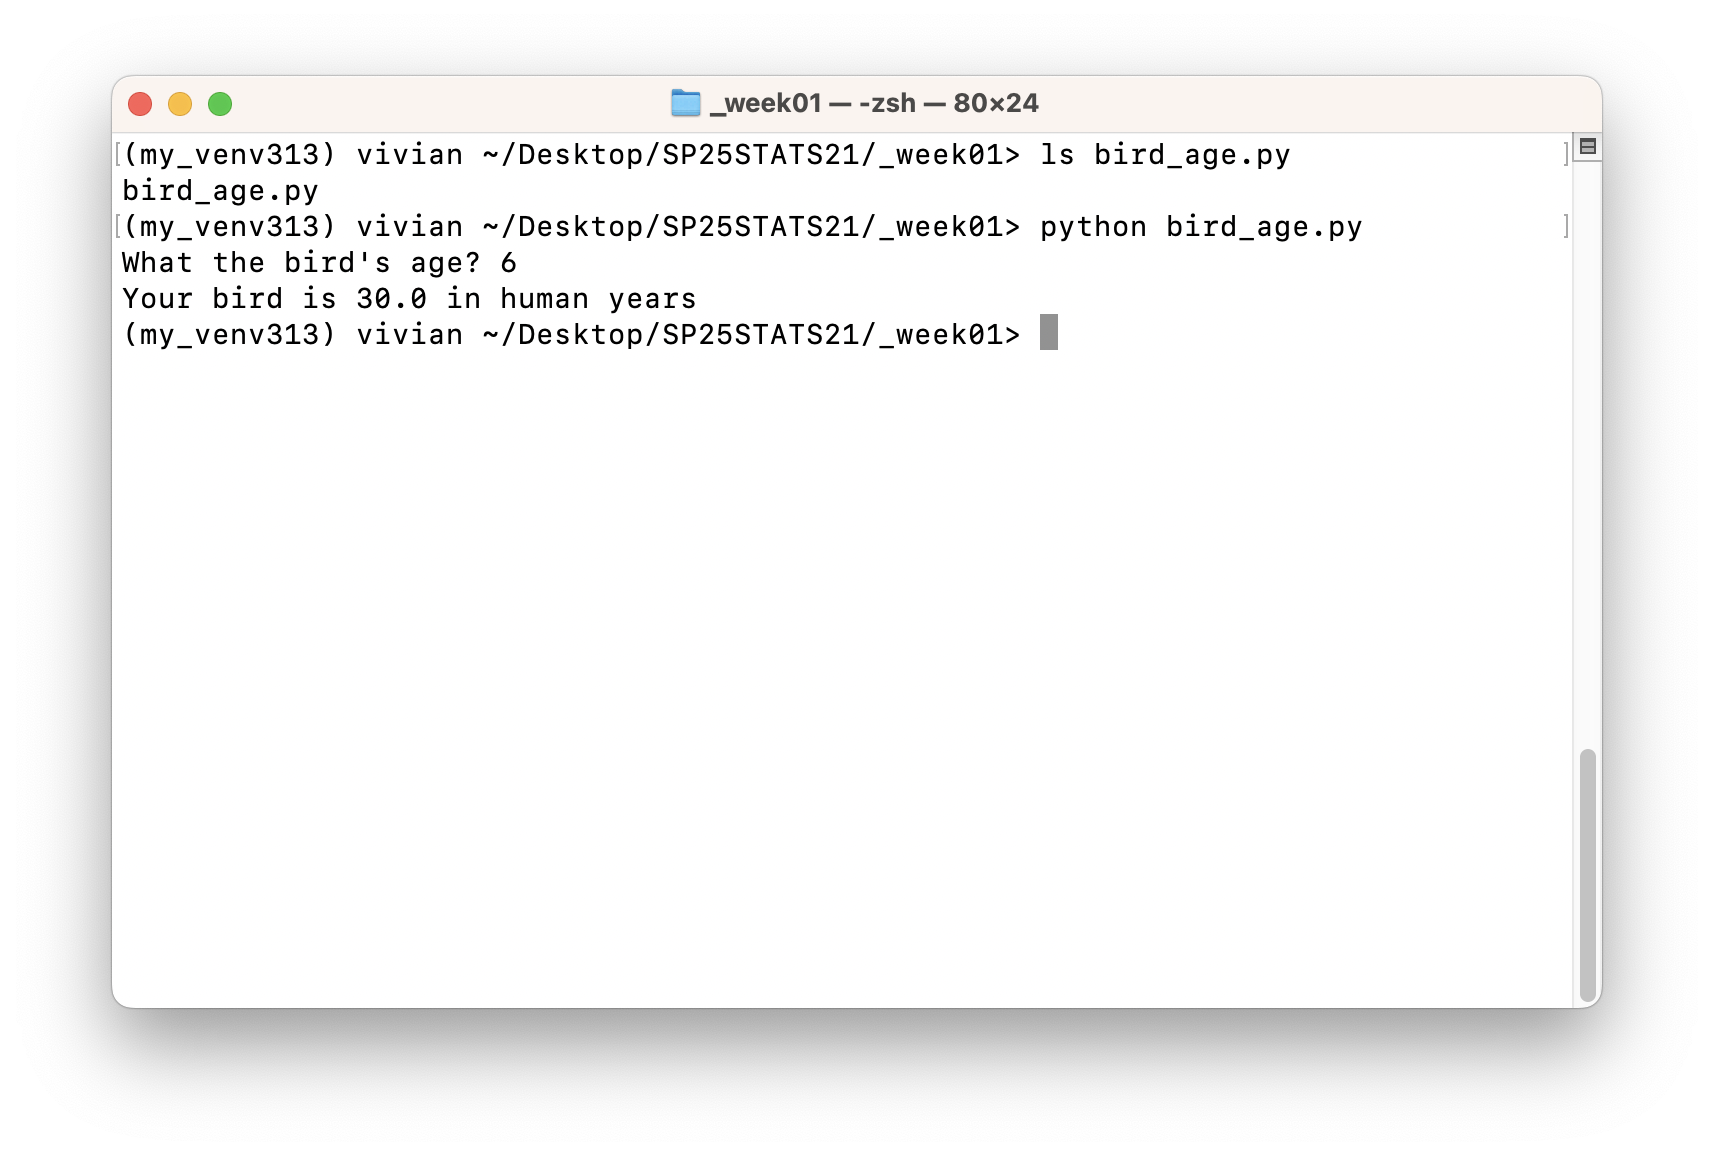 _week01 — -zsh — 80×24
[(my_venv313) vivian ~/Desktop/SP25STATS21/_week01> ls bird_age.py ]
bird_age.py
[(my_venv313) vivian ~/Desktop/SP25STATS21/_week01> python bird_age.py ]
What the bird's age? 6
Your bird is 30.0 in human years
(my_venv313) vivian ~/Desktop/SP25STATS21/_week01>